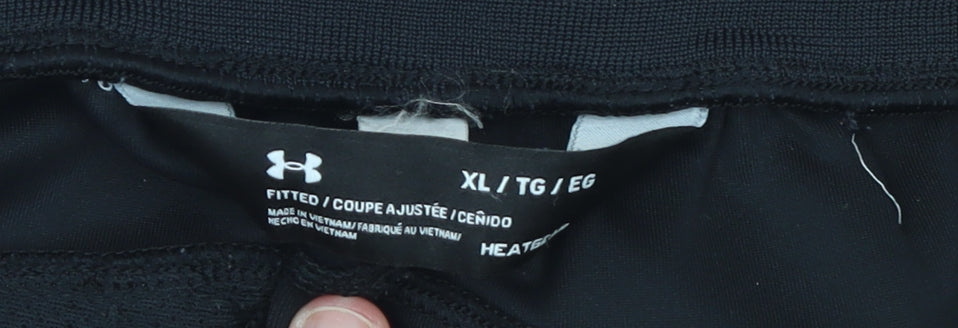 XL / TG / EG
FITTED / COUPE AJUSTÉE / CEÑIDO
MADE IN VIETNAM/ FABRIQUÉ AU VIETNAM/
HECHO EN VIETNAM